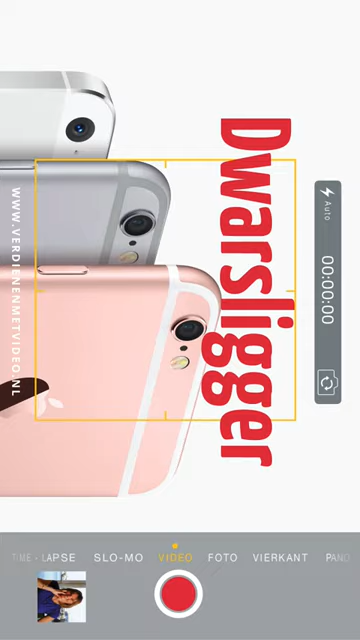 Dwarsligger
Auto
00:00:00
WWW.VERDIENENMETVIDEO.NL
TIME-LAPSE SLO-MO VIDEO FOTO VIERKANT PANO